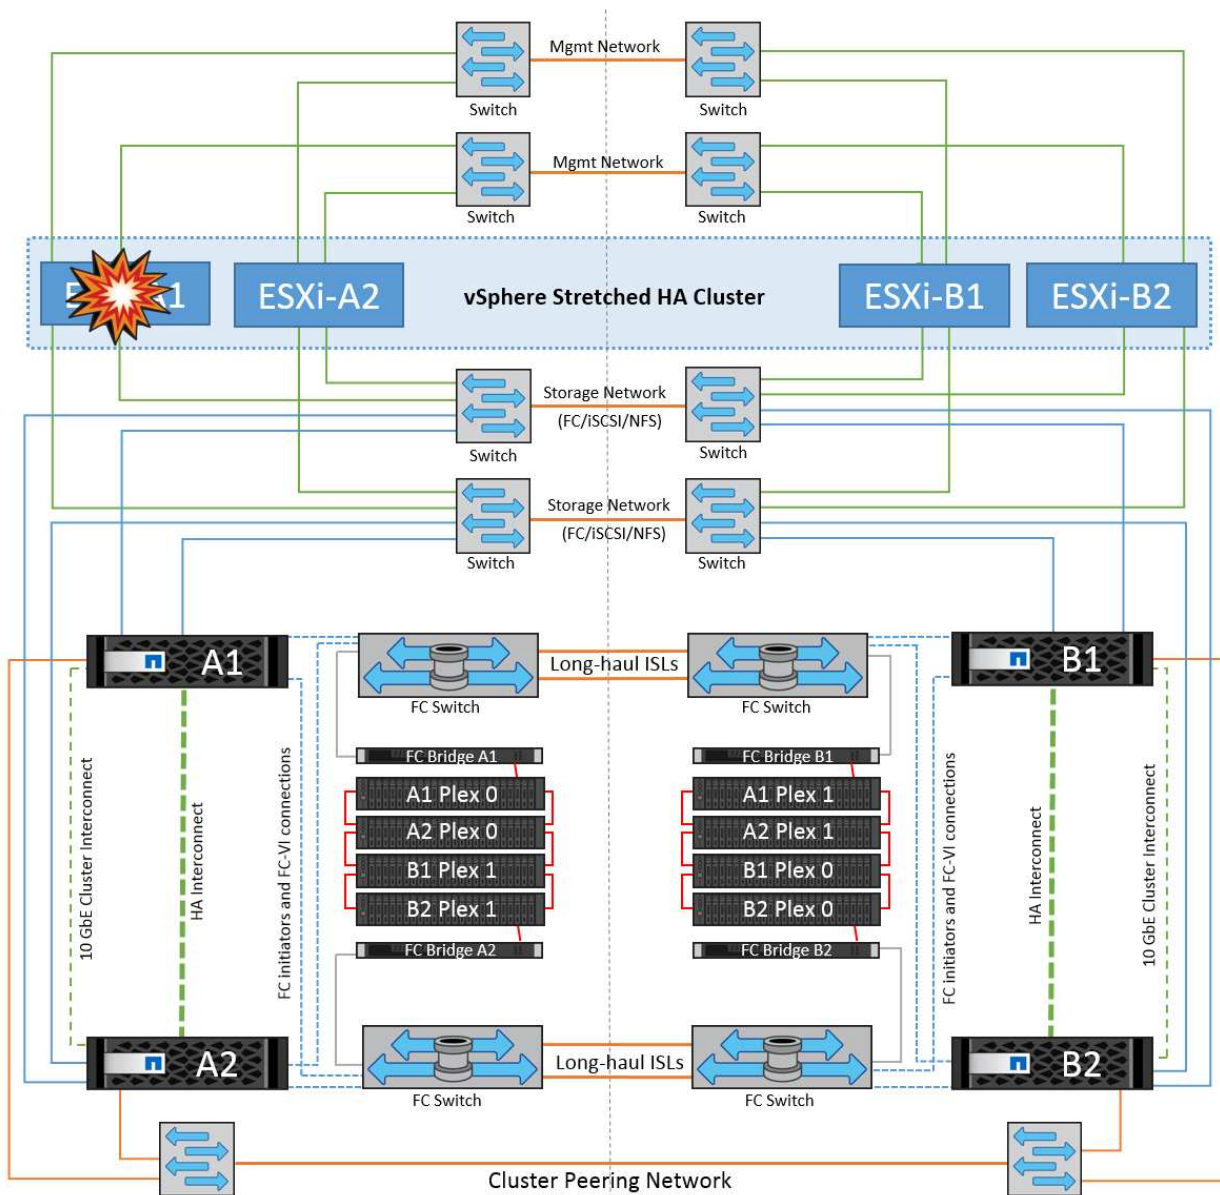 Mgmt Network
Switch
Switch
Mgmt Network
Switch
Switch
E
A1
ESXi-A2
vSphere Stretched HA Cluster
ESXi-B1
ESXi-B2
Storage Network
(FC/iSCSI/NFS)
Switch
Switch
Storage Network
(FC/iSCSI/NFS)
Switch
Switch
A1
B1
Long-haul ISLs
FC Switch
FC Switch
FC Bridge A1
FC Bridge B1
A1 Plex 0
A1 Plex 1
A2 Plex 0
A2 Plex 1
B1 Plex 1
B1 Plex 0
B2 Plex 1
B2 Plex 0
FC Bridge A2
FC Bridge B2
10 GbE Cluster Interconnect
HA Interconnect
FC initiators and FC-VI connections
FC initiators and FC-VI connections
HA Interconnect
10 GbE Cluster Interconnect
A2
B2
Long-haul ISLs
FC Switch
FC Switch
Cluster Peering Network